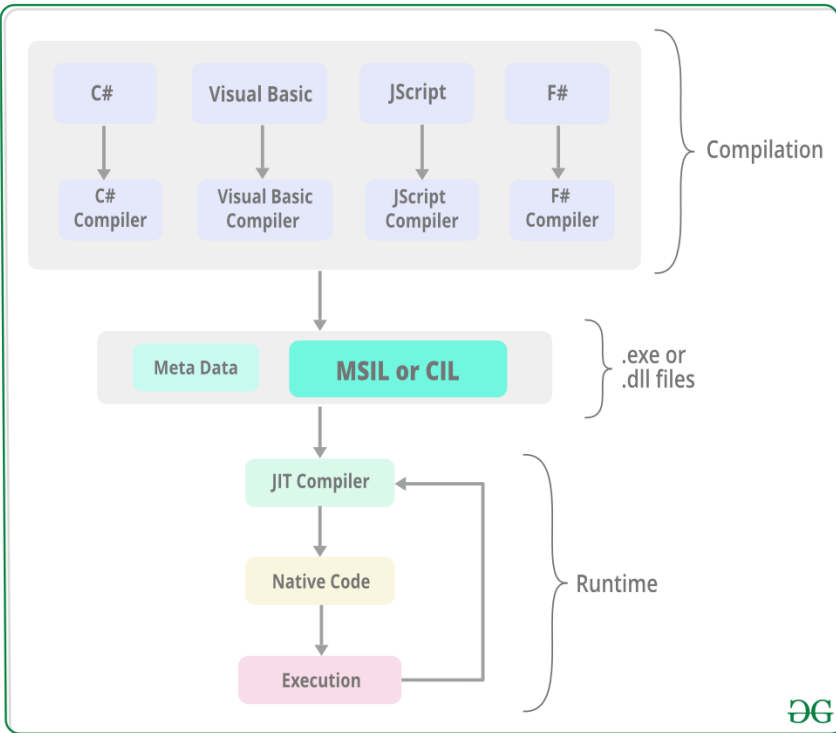 C#
Visual Basic
JScript
F#
C#
Compiler
Visual Basic
Compiler
JScript
Compiler
F#
Compiler
Compilation
Meta Data
MSIL or CIL
.exe or
.dll files
JIT Compiler
Native Code
Execution
Runtime